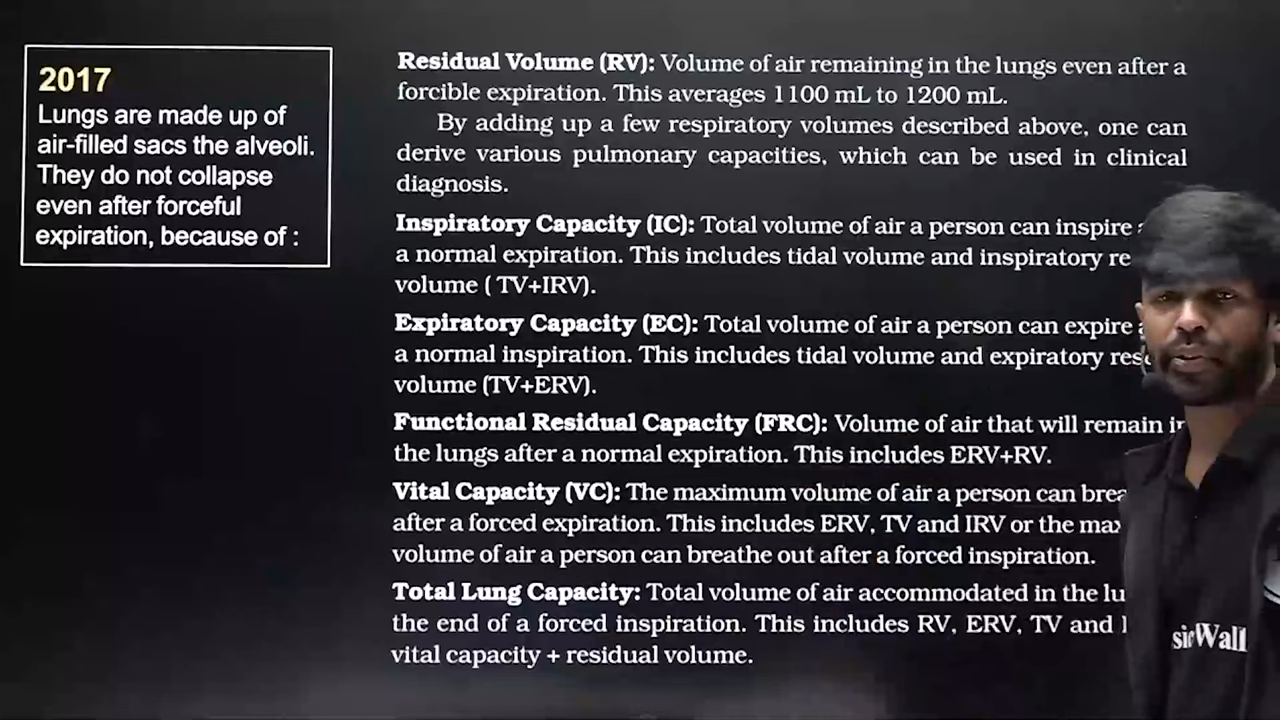 2017
Lungs are made up of
air-filled sacs the alveoli.
They do not collapse
even after forceful
expiration, because of :
Residual Volume (RV): Volume of air remaining in the lungs even after a
forcible expiration. This averages 1100 mL to 1200 mL.
By adding up a few respiratory volumes described above, one can
derive various pulmonary capacities, which can be used in clinical
diagnosis.
Inspiratory Capacity (IC): Total volume of air a person can inspire
a normal expiration. This includes tidal volume and inspiratory re
volume ( TV+IRV).
Expiratory Capacity (EC): Total volume of air a person can expire
a normal inspiration. This includes tidal volume and expiratory res
volume (TV+ERV).
Functional Residual Capacity (FRC): Volume of air that will remain in
the lungs after a normal expiration. This includes ERV+RV.
Vital Capacity (VC): The maximum volume of air a person can brea
after a forced expiration. This includes ERV, TV and IRV or the max
volume of air a person can breathe out after a forced inspiration.
Total Lung Capacity: Total volume of air accommodated in the lu
the end of a forced inspiration. This includes RV, ERV, TV and
vital capacity + residual volume.
Wall